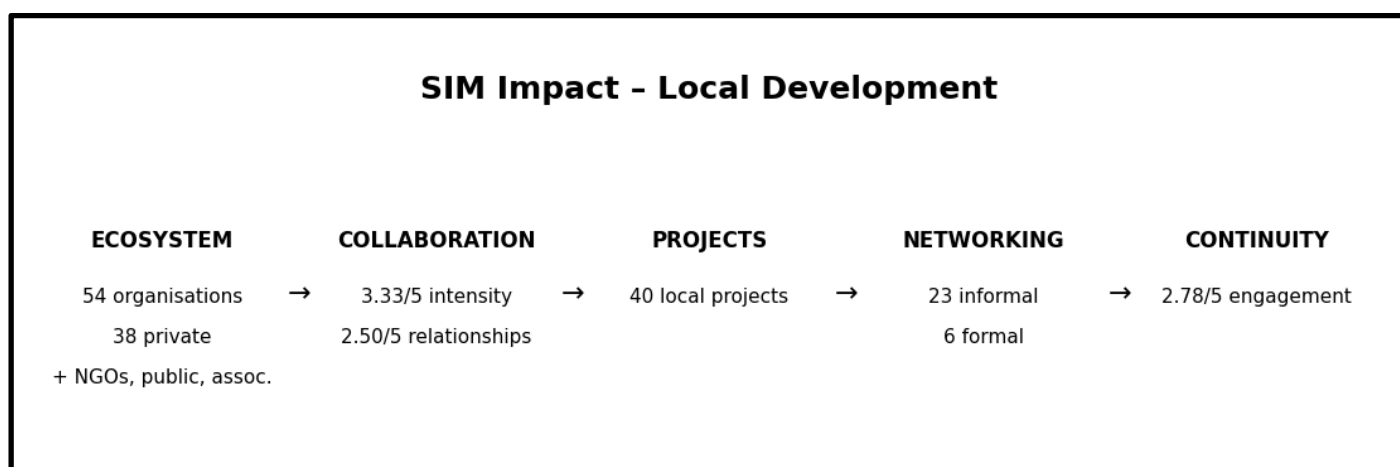 SIM Impact – Local Development
ECOSYSTEM
54 organisations
38 private
+ NGOs, public, assoc.
→
COLLABORATION
3.33/5 intensity
2.50/5 relationships
→
PROJECTS
40 local projects
→
NETWORKING
23 informal
6 formal
→
CONTINUITY
2.78/5 engagement